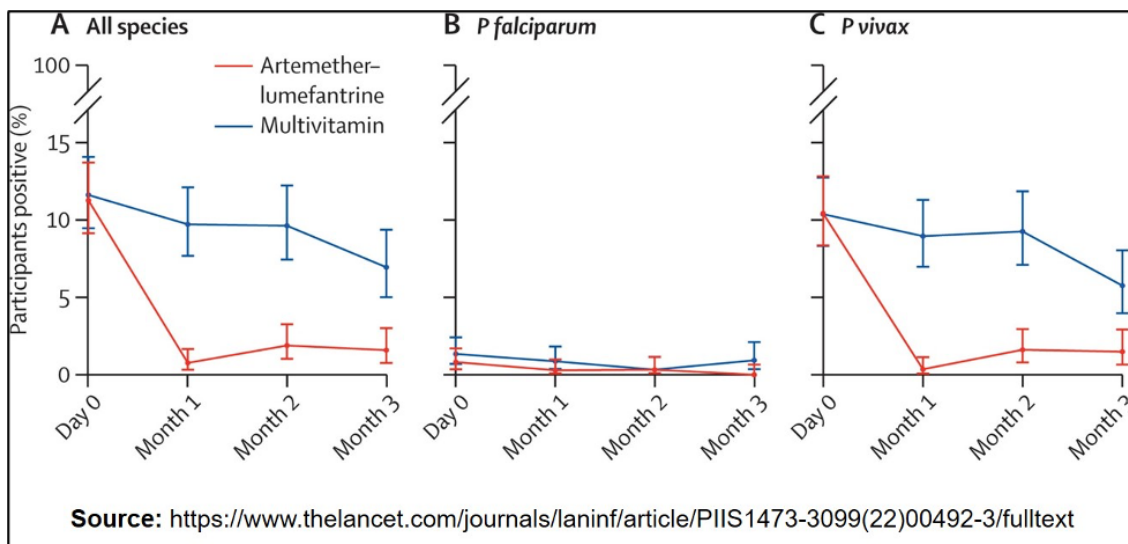 A All species
B P falciparum
C P vivax
Participants positive (%)
100
15
10
5
0
Artemether–
lumefantrine
Multivitamin
Day 0
Month 1
Month 2
Month 3
Day 0
Month 1
Month 2
Month 3
Day 0
Month 1
Month 2
Month 3
Source: https://www.thelancet.com/journals/laninf/article/PIIS1473-3099(22)00492-3/fulltext